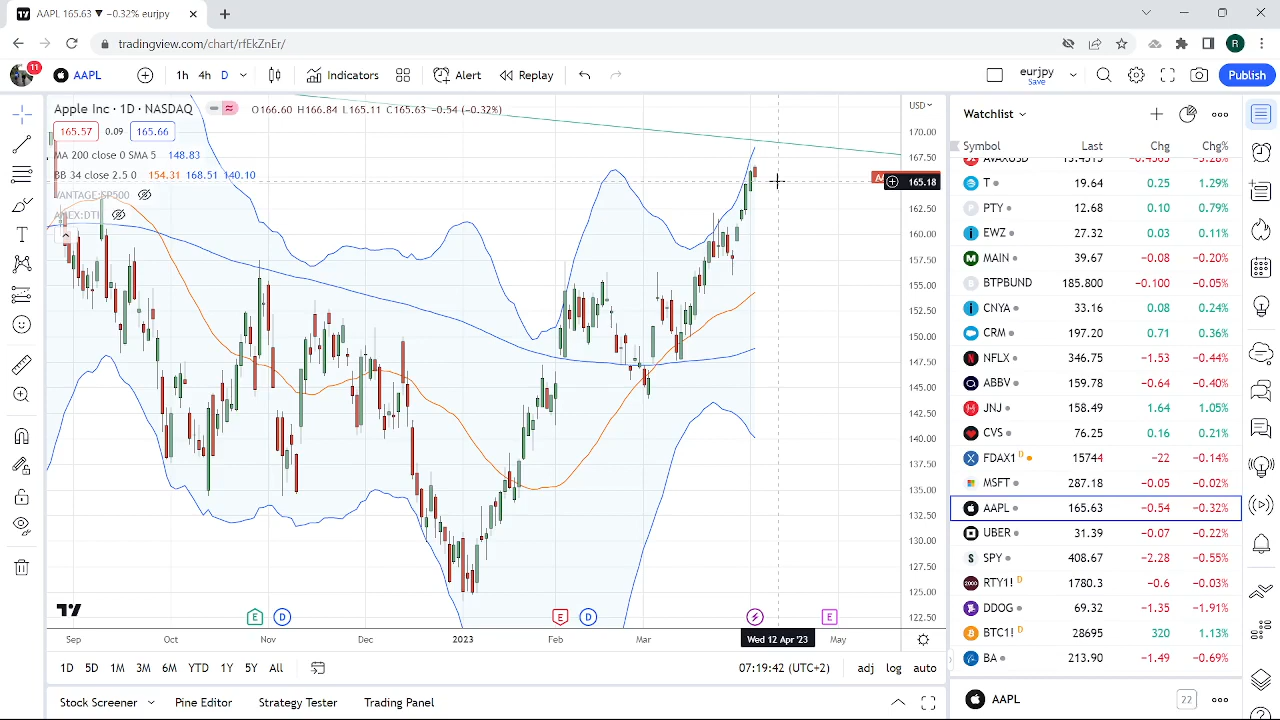 AAPL 165.63 ▼ −0.32% eurjpy
tradingview.com/chart/rfEkZnEr/
R
11
AAPL
1h 4h D
Indicators
Alert
Replay
eurjpy
Save
Publish
Apple Inc · 1D · NASDAQ
O166.60 H166.84 L165.11 C165.63 −0.54 (−0.32%)
165.57 0.09 165.66
MA 200 close 0 SMA 5 148.83
BB 34 close 2.5 0 154.31 168.51 140.10
VANTAGE:SP500
USD
170.00
167.50
165.18
162.50
160.00
157.50
155.00
152.50
150.00
147.50
145.00
142.50
140.00
137.50
135.00
132.50
130.00
127.50
125.00
122.50
E D E D E
Sep Oct Nov Dec 2023 Feb Mar Wed 12 Apr '23 May
1D 5D 1M 3M 6M YTD 1Y 5Y All
07:19:42 (UTC+2) adj log auto
Stock Screener Pine Editor Strategy Tester Trading Panel
Watchlist
Symbol Last Chg Chg%
T 19.64 0.25 1.29%
PTY 12.68 0.10 0.79%
EWZ 27.32 0.03 0.11%
MAIN 39.67 −0.08 −0.20%
BTPBUND 185.800 −0.100 −0.05%
CNYA 33.16 0.08 0.24%
CRM 197.20 0.71 0.36%
NFLX 346.75 −1.53 −0.44%
ABBV 159.78 −0.64 −0.40%
JNJ 158.49 1.64 1.05%
CVS 76.25 0.16 0.21%
FDAX1 D 15744 −22 −0.14%
MSFT 287.18 −0.05 −0.02%
AAPL 165.63 −0.54 −0.32%
UBER 31.39 −0.07 −0.22%
SPY 408.67 −2.28 −0.55%
RTY1! D 1780.3 −0.6 −0.03%
DDOG 69.32 −1.35 −1.91%
BTC1! D 28695 320 1.13%
BA 213.90 −1.49 −0.69%
AAPL 22